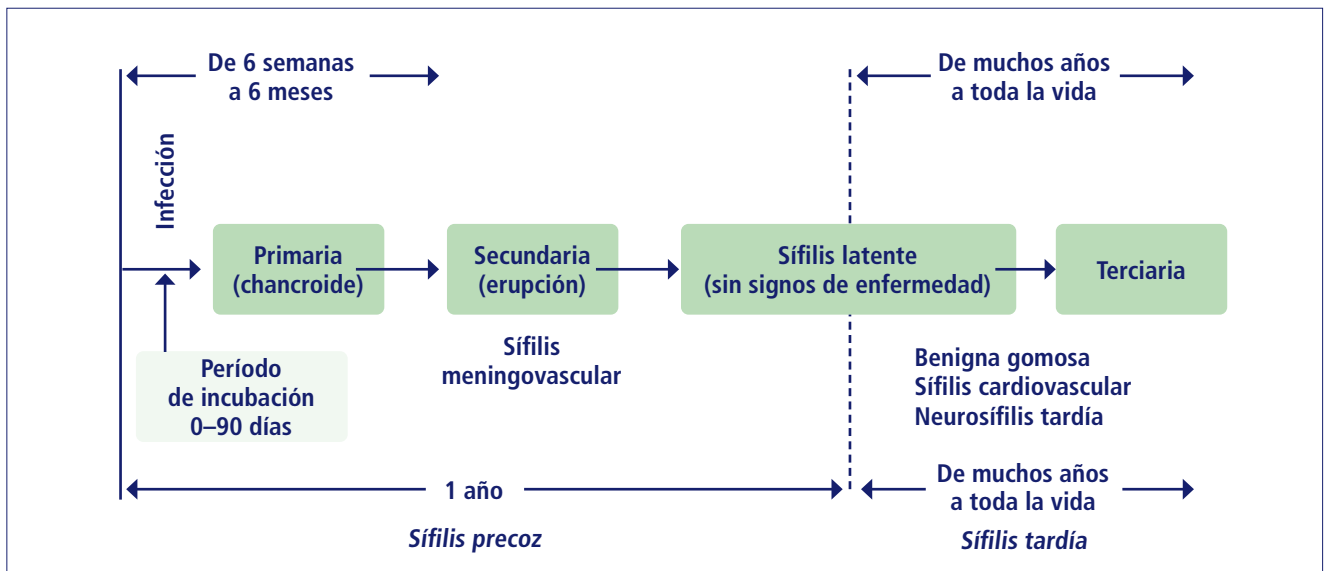 De 6 semanas
a 6 meses
De muchos años
a toda la vida
Infección
Primaria
(chancroide)
Secundaria
(erupción)
Sífilis latente
(sin signos de enfermedad)
Terciaria
Período
de incubación
0–90 días
Sífilis
meningovascular
Benigna gomosa
Sífilis cardiovascular
Neurosífilis tardía
1 año
De muchos años
a toda la vida
Sífilis precoz
Sífilis tardía